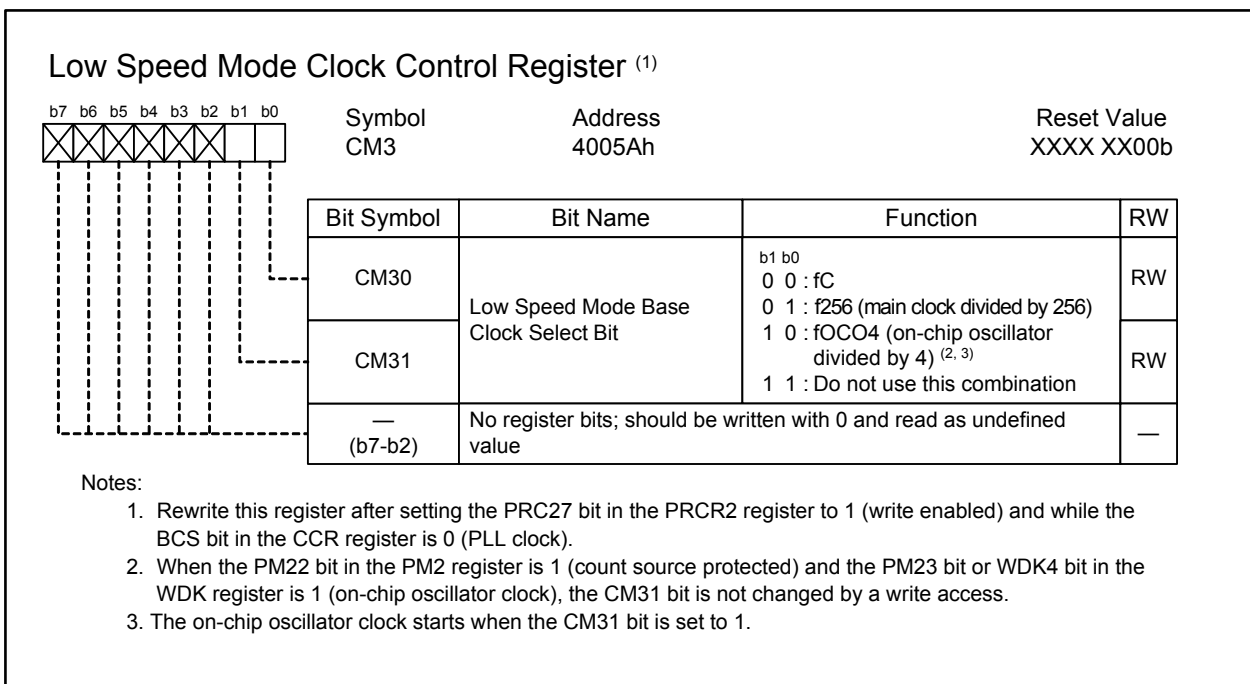 Low Speed Mode Clock Control Register (1)
b7 b6 b5 b4 b3 b2 b1 b0
Symbol Address Reset Value
CM3 4005Ah XXXX XX00b
Bit Symbol Bit Name Function RW
CM30
CM31
Low Speed Mode Base
Clock Select Bit
b1 b0
0 0 : fC
0 1 : f256 (main clock divided by 256)
1 0 : fOCO4 (on-chip oscillator
divided by 4) (2, 3)
1 1 : Do not use this combination
RW
RW
—
(b7-b2)
No register bits; should be written with 0 and read as undefined
value
—
Notes:
1. Rewrite this register after setting the PRC27 bit in the PRCR2 register to 1 (write enabled) and while the
BCS bit in the CCR register is 0 (PLL clock).
2. When the PM22 bit in the PM2 register is 1 (count source protected) and the PM23 bit or WDK4 bit in the
WDK register is 1 (on-chip oscillator clock), the CM31 bit is not changed by a write access.
3. The on-chip oscillator clock starts when the CM31 bit is set to 1.